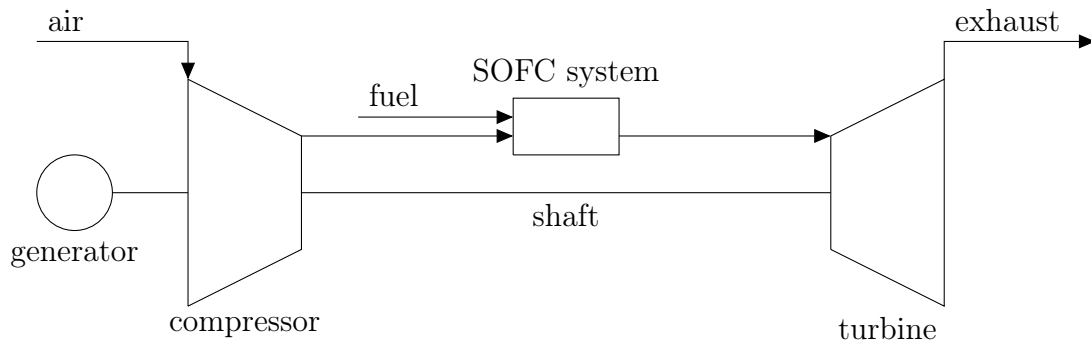 air
exhaust
SOFC system
fuel
shaft
generator
compressor
turbine